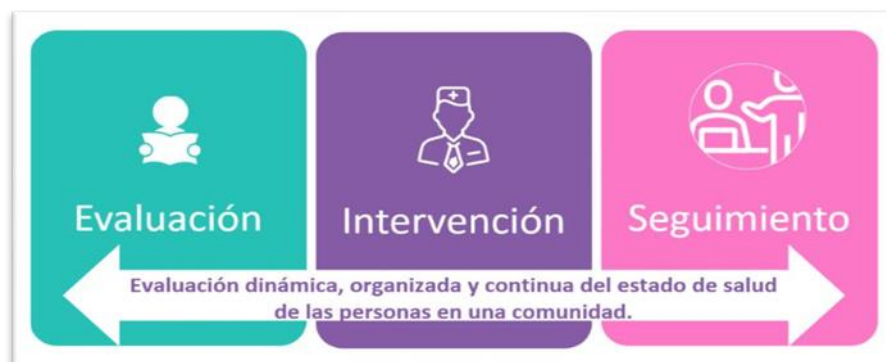 Evaluación
Intervención
Seguimiento
Evaluación dinámica, organizada y continua del estado de salud
de las personas en una comunidad.